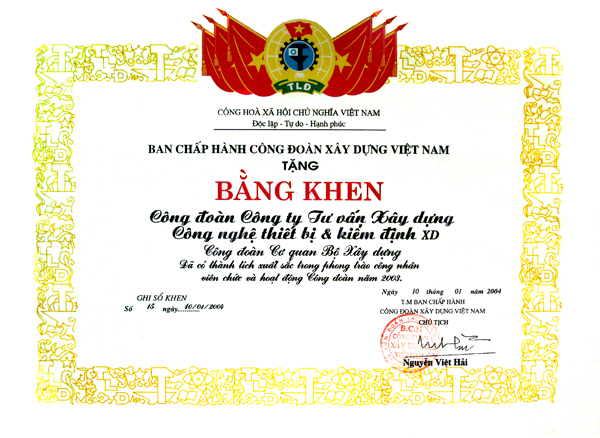 TLĐ
CỘNG HOÀ XÃ HỘI CHỦ NGHĨA VIỆT NAM
Độc lập - Tự do - Hạnh phúc
BAN CHẤP HÀNH CÔNG ĐOÀN XÂY DỰNG VIỆT NAM
TẶNG
BẰNG KHEN
Công đoàn Công ty Tư vấn Xây dựng
Công nghệ thiết bị & kiểm định XD
Công đoàn Cơ quan Bộ Xây dựng
Đã có thành tích xuất sắc trong phong trào công nhân
viên chức và hoạt động Công đoàn năm 2003.
Ngày 10 tháng 01 năm 2004
GHI SỔ KHEN
Số 15 ngày 10/01/2004
T.M BAN CHẤP HÀNH
CÔNG ĐOÀN XÂY DỰNG VIỆT NAM
CHỦ TỊCH
B.C.H
Nguyễn Viết Hải